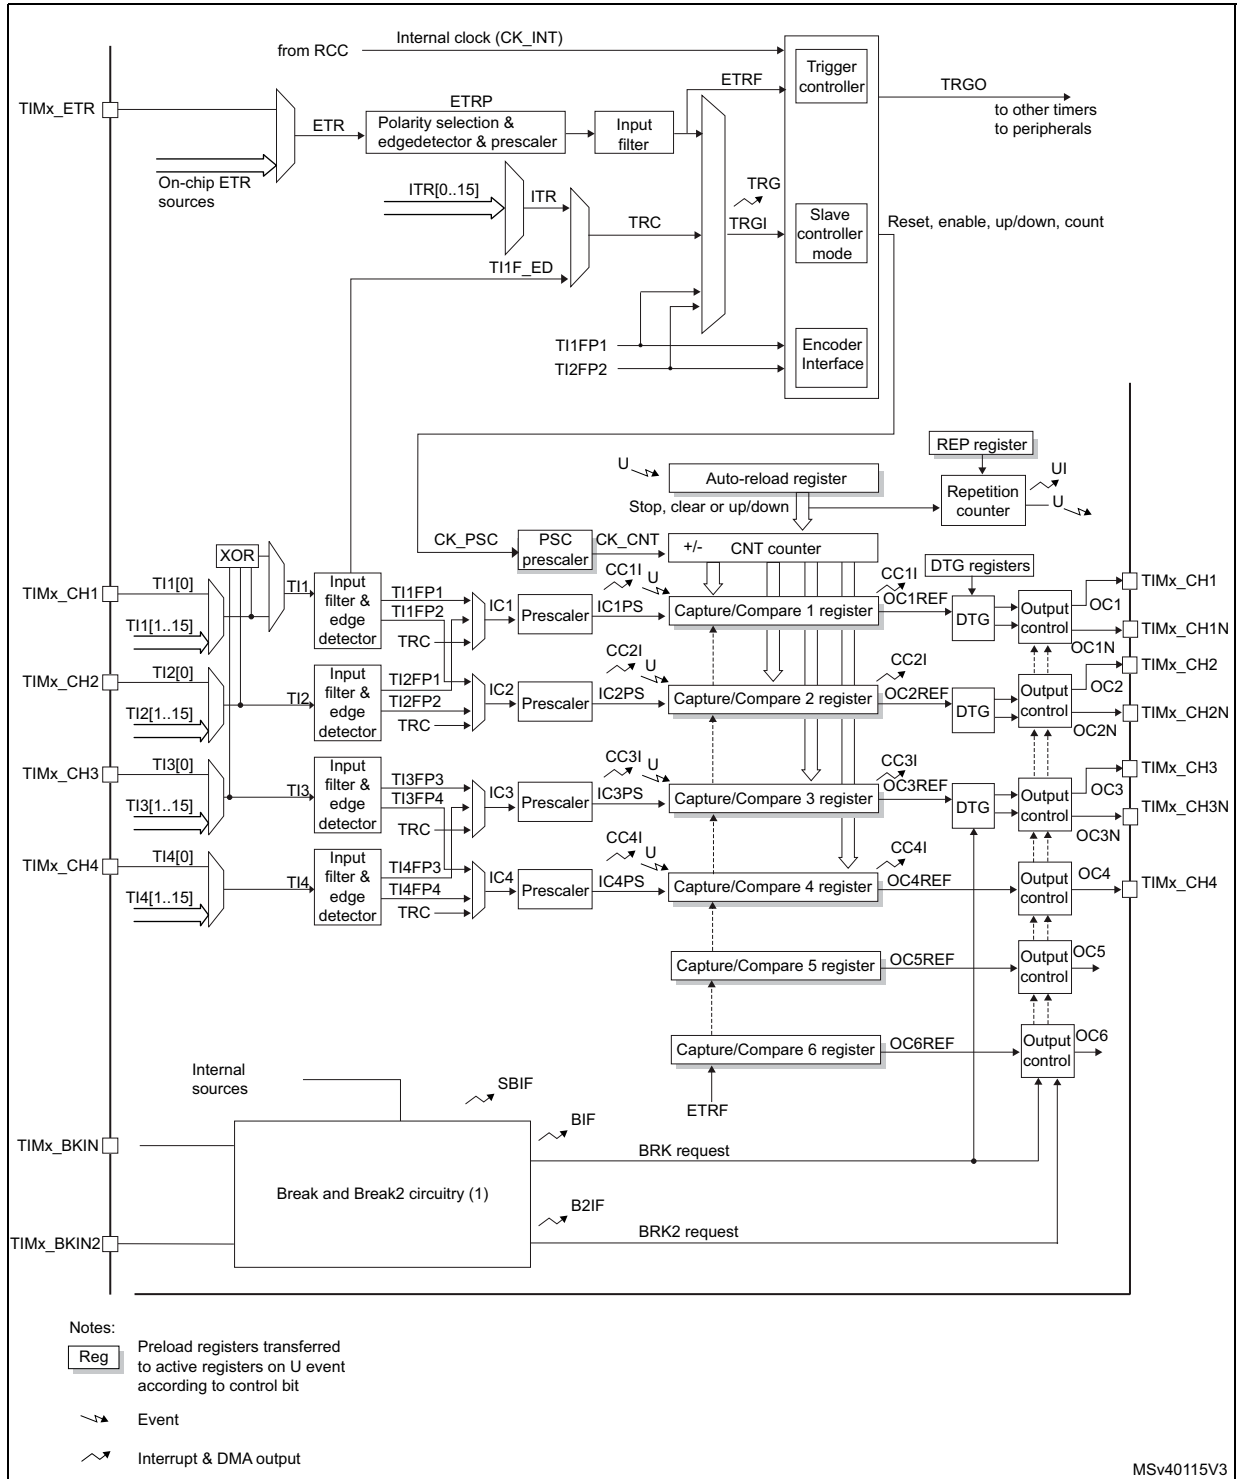 Internal clock (CK_INT)
from RCC
Trigger
controller
ETRF
TRGO
to other timers
to peripherals
TIMx_ETR
ETR
ETRP
Polarity selection &
edgedetector & prescaler
Input
filter
On-chip ETR
sources
ITR[0..15]
ITR
TRC
TI1F_ED
TRG
TRGI
Slave
controller
mode
Reset, enable, up/down, count
TI1FP1
TI2FP2
Encoder
Interface
REP register
U
Auto-reload register
Stop, clear or up/down
Repetition
counter
UI
U
CK_PSC
PSC
prescaler
CK_CNT
+/-
CNT counter
DTG registers
XOR
TIMx_CH1
TI1[0]
TI1[1..15]
TI1
Input
filter &
edge
detector
TI1FP1
TI1FP2
TRC
IC1
Prescaler
IC1PS
CC1I
U
Capture/Compare 1 register
CC1I
OC1REF
DTG
Output
control
OC1
OC1N
TIMx_CH1
TIMx_CH1N
TIMx_CH2
TI2[0]
TI2[1..15]
TI2
Input
filter &
edge
detector
TI2FP1
TI2FP2
TRC
IC2
Prescaler
IC2PS
CC2I
U
Capture/Compare 2 register
CC2I
OC2REF
DTG
Output
control
OC2
OC2N
TIMx_CH2
TIMx_CH2N
TIMx_CH3
TI3[0]
TI3[1..15]
TI3
Input
filter &
edge
detector
TI3FP3
TI3FP4
TRC
IC3
Prescaler
IC3PS
CC3I
U
Capture/Compare 3 register
CC3I
OC3REF
DTG
Output
control
OC3
OC3N
TIMx_CH3
TIMx_CH3N
TIMx_CH4
TI4[0]
TI4[1..15]
TI4
Input
filter &
edge
detector
TI4FP3
TI4FP4
TRC
IC4
Prescaler
IC4PS
CC4I
U
Capture/Compare 4 register
CC4I
OC4REF
Output
control
OC4
TIMx_CH4
Capture/Compare 5 register
OC5REF
Output
control
OC5
Capture/Compare 6 register
OC6REF
Output
control
OC6
ETRF
Internal
sources
SBIF
TIMx_BKIN
BIF
BRK request
Break and Break2 circuitry (1)
B2IF
TIMx_BKIN2
BRK2 request
Notes:
Reg
Preload registers transferred
to active registers on U event
according to control bit
Event
Interrupt & DMA output
MSv40115V3